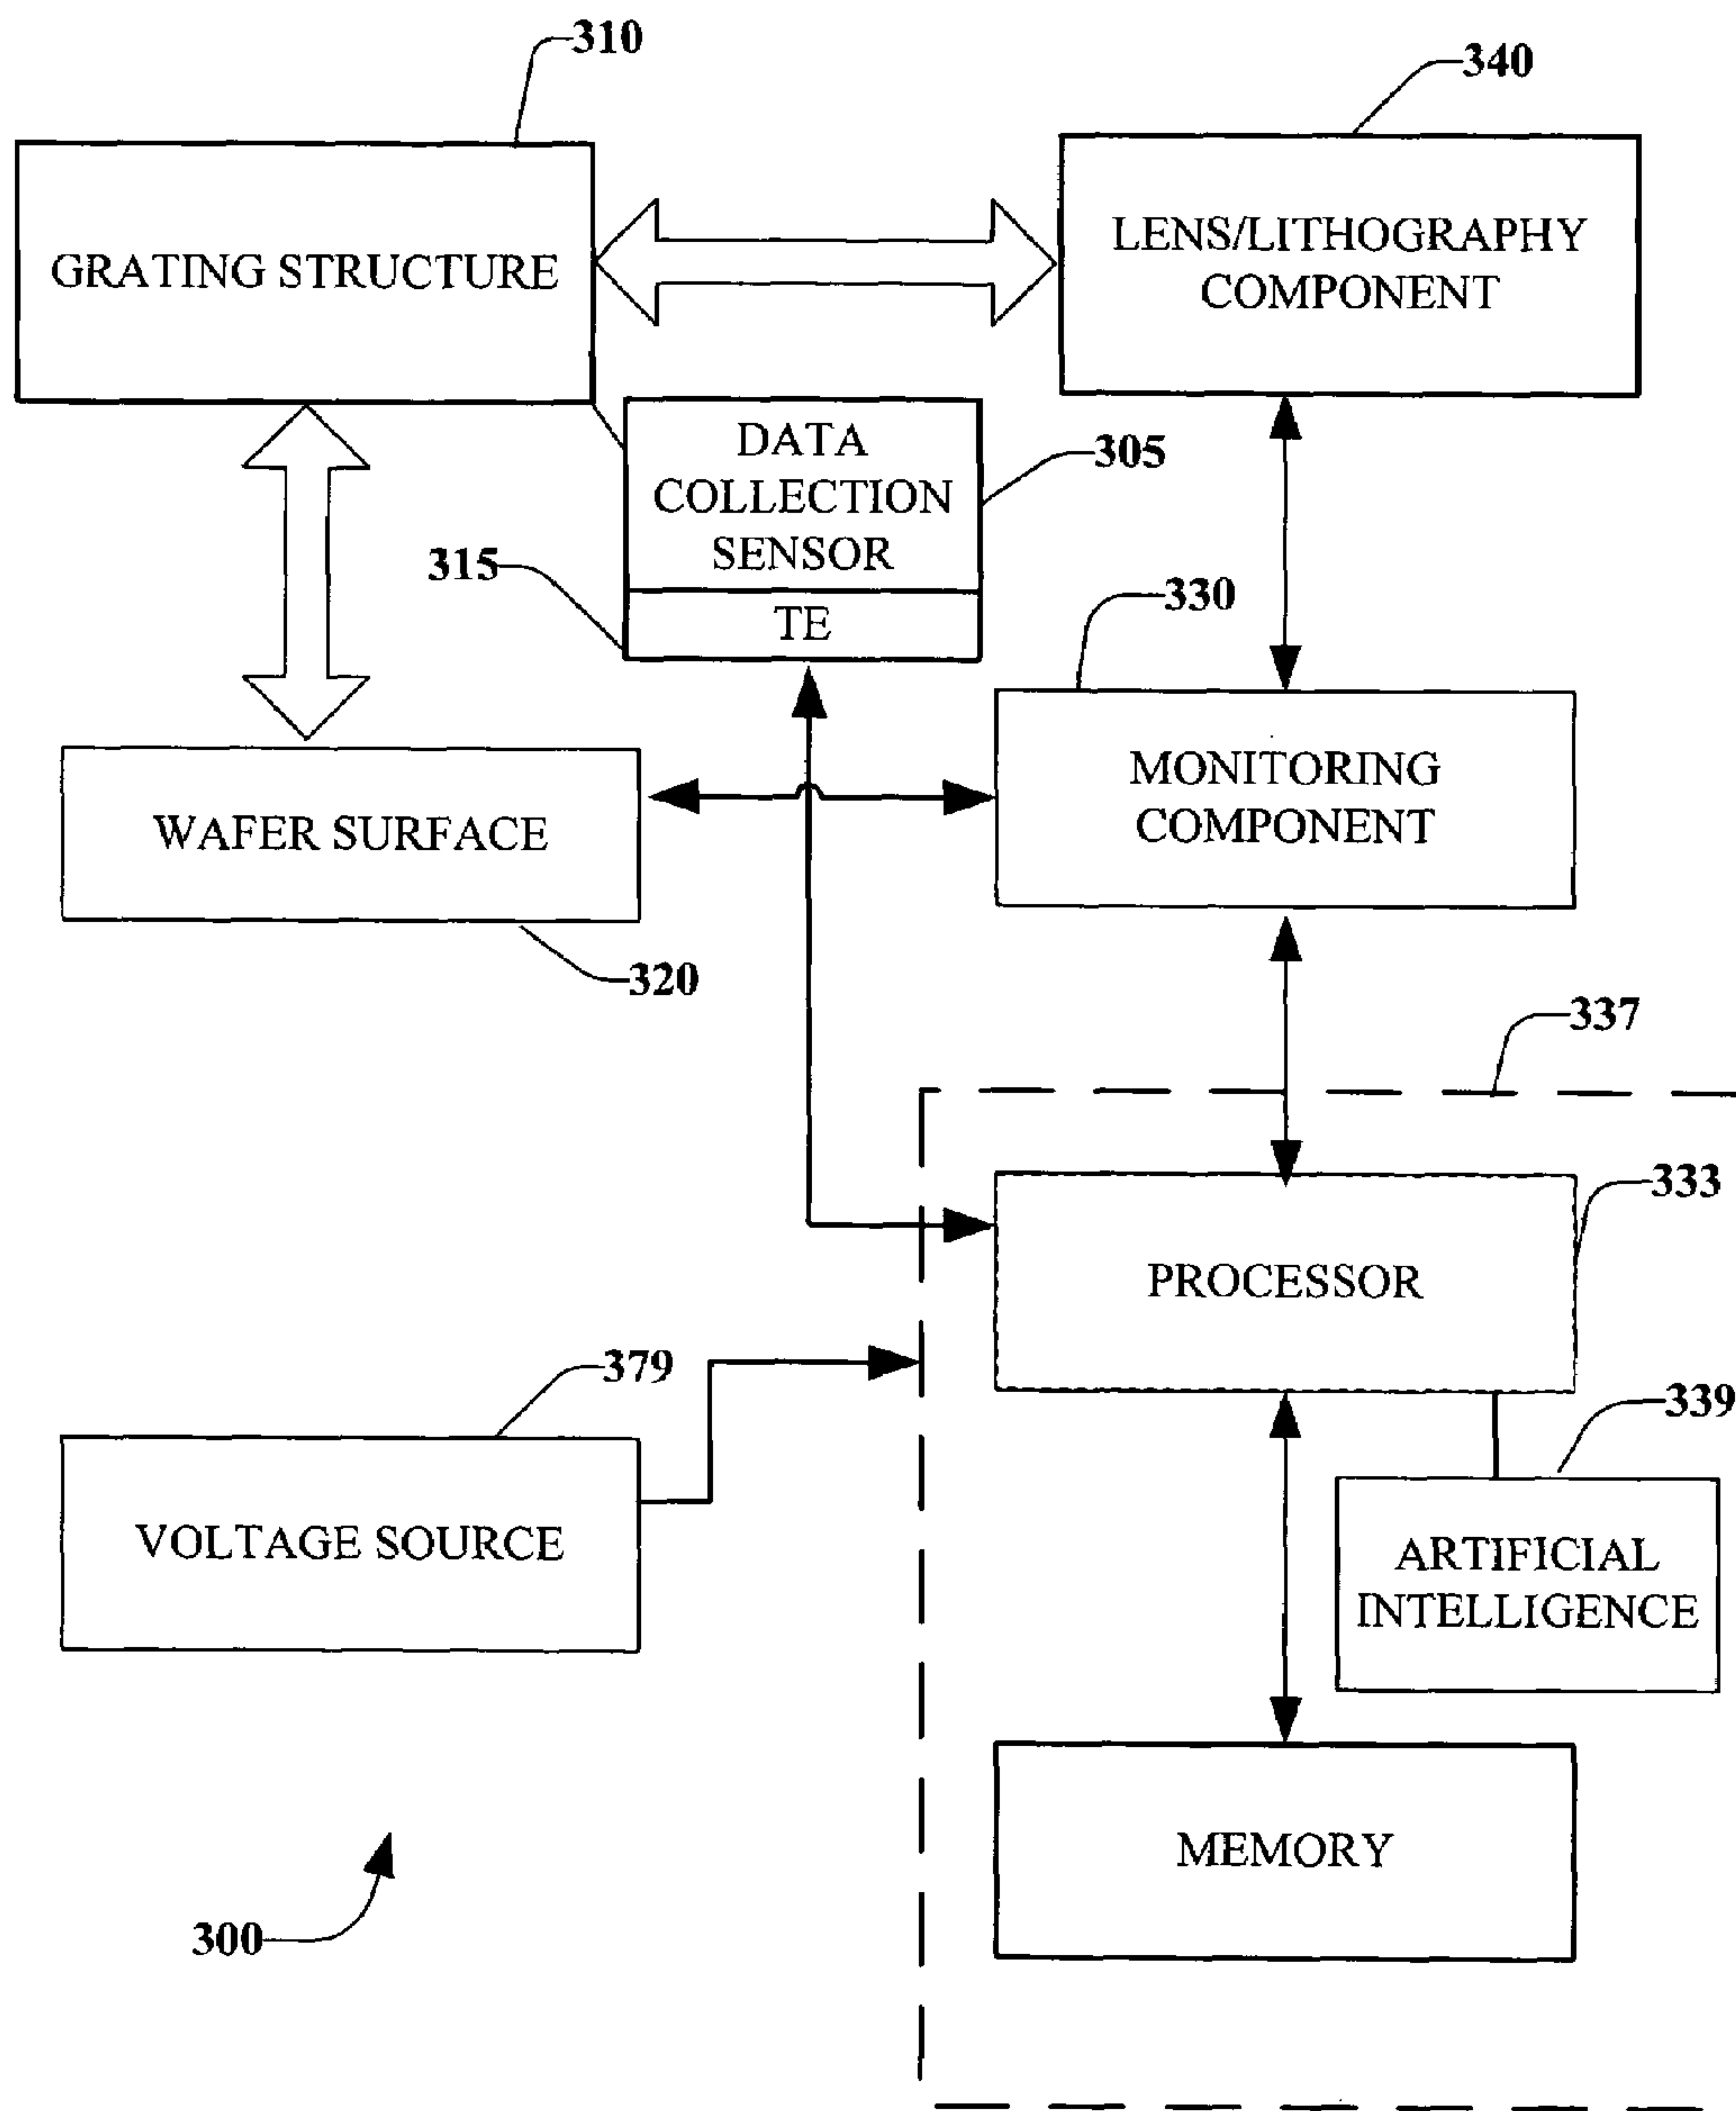 310
340
GRATING STRUCTURE
LENS/LITHOGRAPHY
COMPONENT
DATA
COLLECTION
SENSOR
305
315
TE
330
MONITORING
COMPONENT
WAFER SURFACE
320
337
333
PROCESSOR
379
339
VOLTAGE SOURCE
ARTIFICIAL
INTELLIGENCE
MEMORY
300